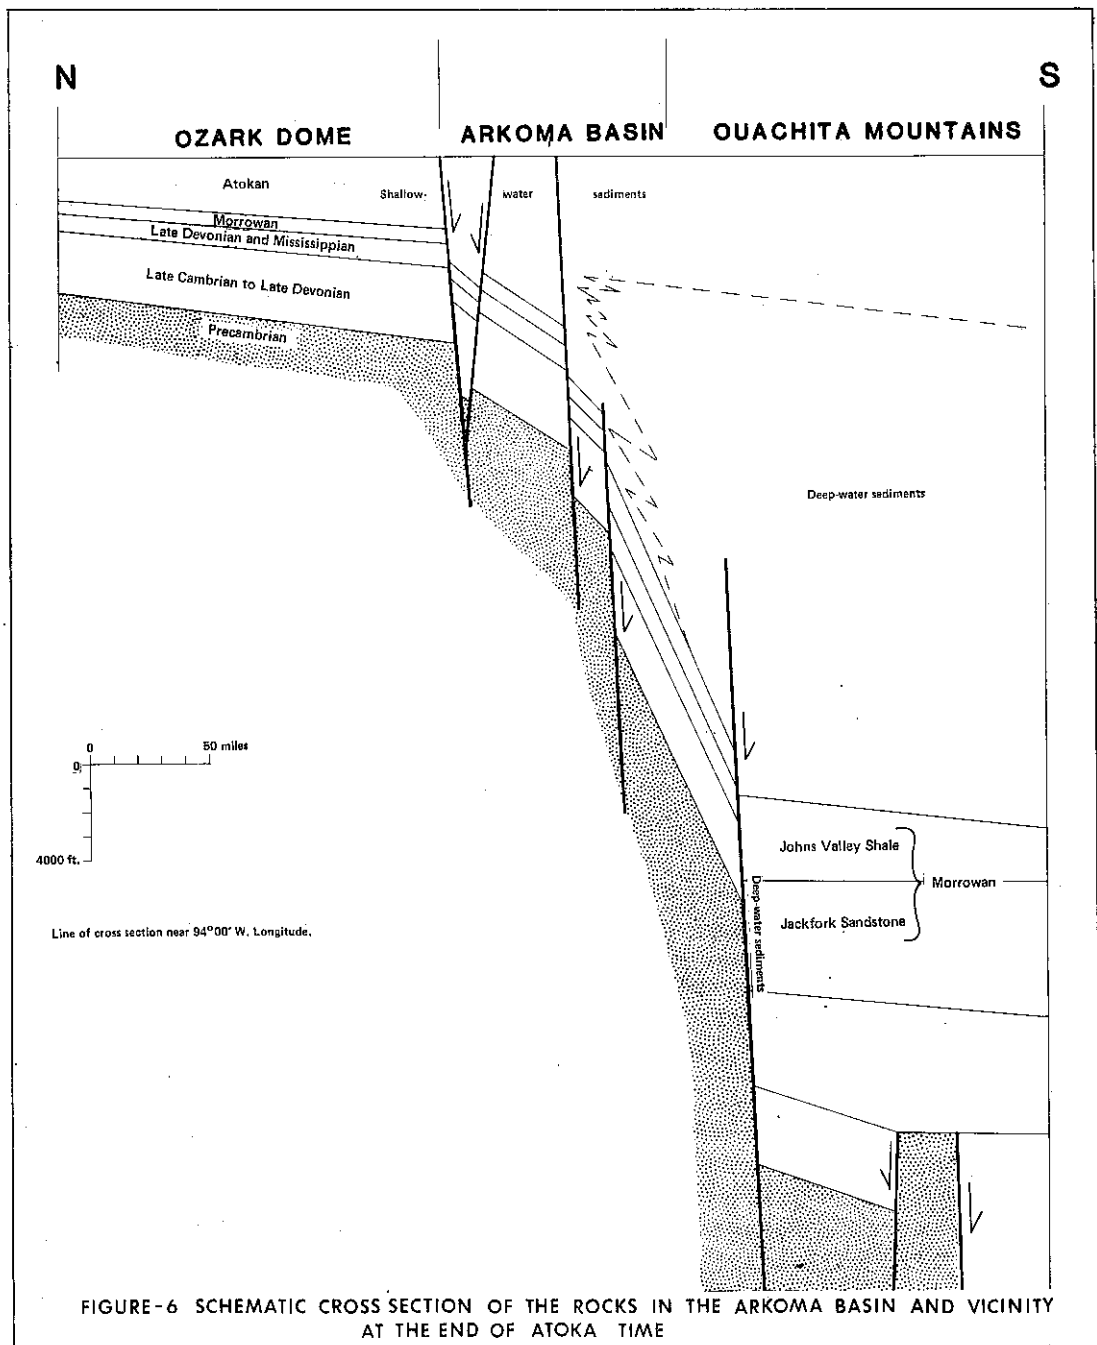 N
S
OZARK DOME
ARKOMA BASIN
OUACHITA MOUNTAINS
Atokan
Shallow-
water
sediments
Morrowan
Late Devonian and Mississippian
Late Cambrian to Late Devonian
Precambrian
Deep-water sediments
0
50 miles
0
4000 ft.
Line of cross section near 94°00' W. Longitude.
Johns Valley Shale
Morrowan
Jackfork Sandstone
Deep-water sediments
FIGURE-6 SCHEMATIC CROSS SECTION OF THE ROCKS IN THE ARKOMA BASIN AND VICINITY
AT THE END OF ATOKA TIME